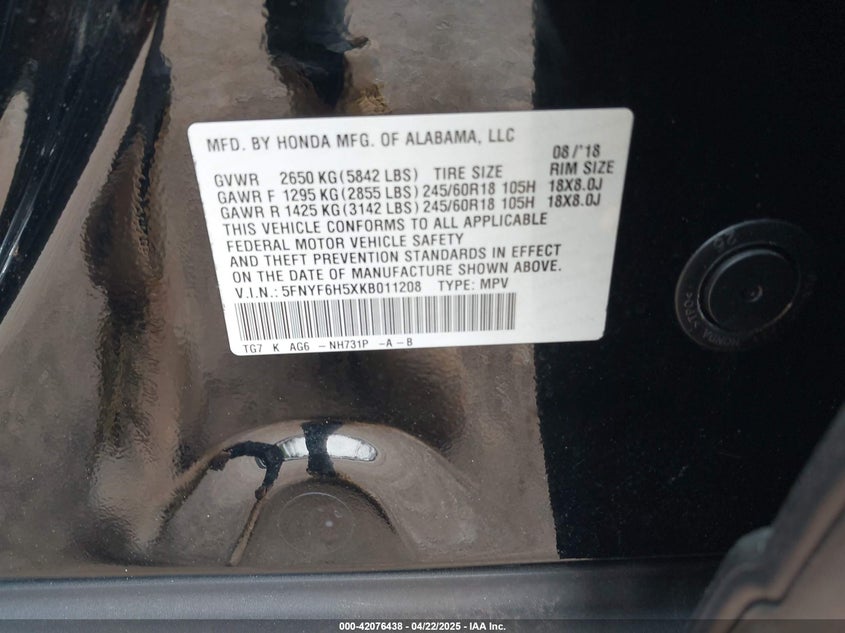 MFD. BY HONDA MFG. OF ALABAMA, LLC 08/'18
GVWR 2650 KG(5842 LBS) TIRE SIZE RIM SIZE
GAWR F 1295 KG(2855 LBS) 245/60R18 105H 18X8.0J
GAWR R 1425 KG(3142 LBS) 245/60R18 105H 18X8.0J
THIS VEHICLE CONFORMS TO ALL APPLICABLE
FEDERAL MOTOR VEHICLE SAFETY
AND THEFT PREVENTION STANDARDS IN EFFECT
ON THE DATE OF MANUFACTURE SHOWN ABOVE.
V.I.N.: 5FNYF6H5XKB011208 TYPE: MPV
TG7 K AG6 -NH731P -A-B
HONDA
000-42076438 - 04/22/2025 - IAA Inc.